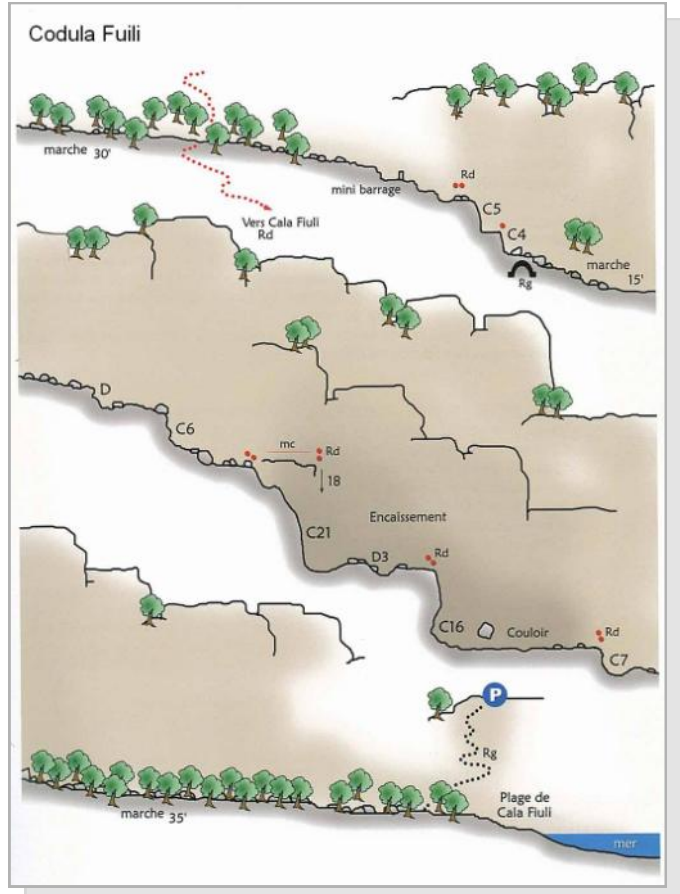 Codula Fuili
marche 30'
Vers Cala Fiuli
Rd
mini barrage
Rd
C5
C4
Rg
marche
15'
D
C6
mc
Rd
18
C21
Encaissement
D3
Rd
C16
Couloir
Rd
C7
P
Rg
marche 35'
Plage de
Cala Fiuli
mer